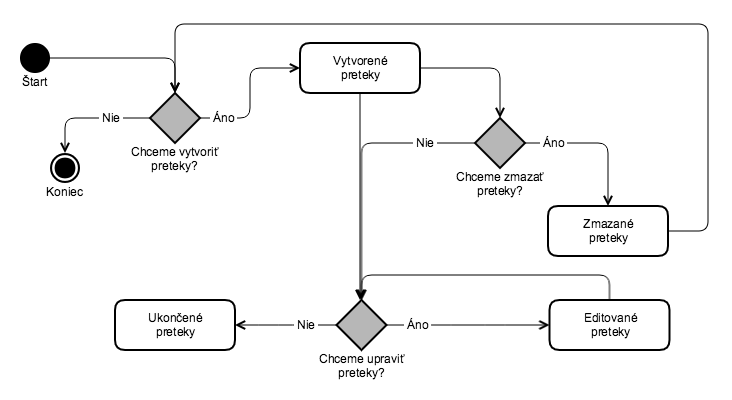 Štart
Nie
Áno
Chceme vytvoriť
preteky?
Koniec
Vytvorené
preteky
Nie
Áno
Chceme zmazať
preteky?
Zmazané
preteky
Ukončené
preteky
Nie
Áno
Chceme upraviť
preteky?
Editované
preteky